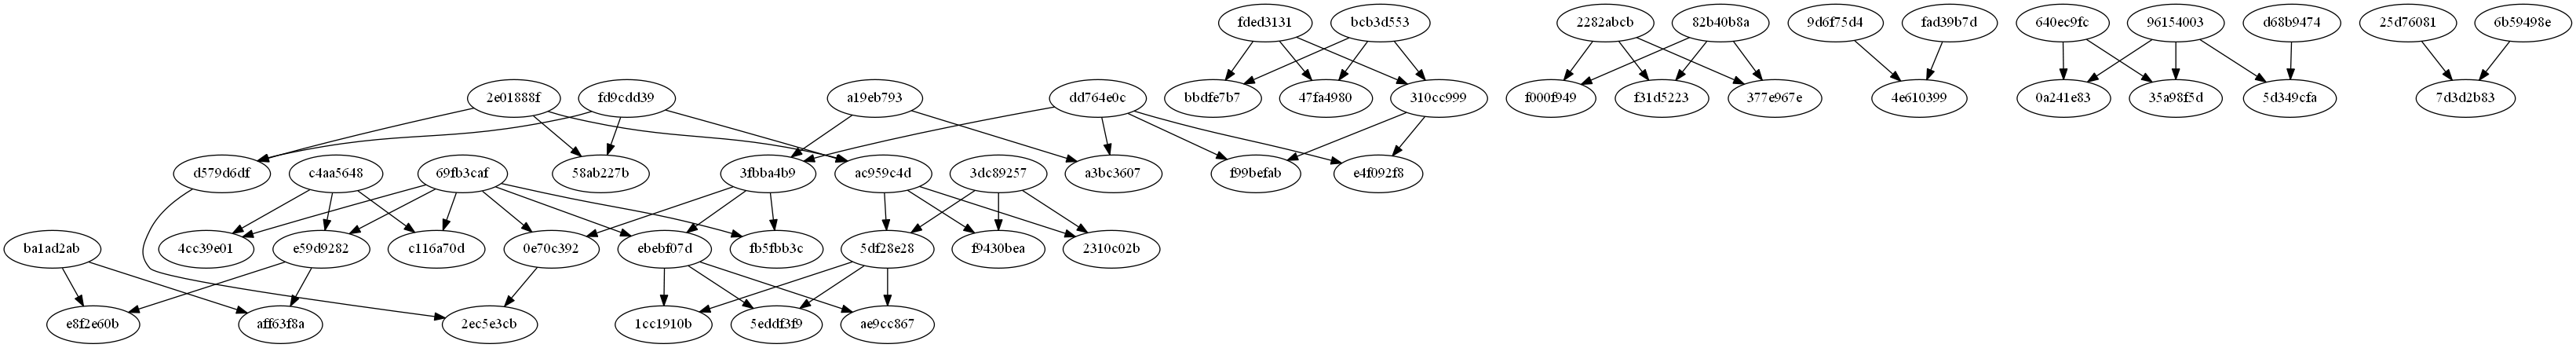 fded3131 bcb3d553 2282abcb 82b40b8a 9d6f75d4 fad39b7d 640ec9fc 96154003 d68b9474 25d76081 6b59498e
2e01888f fd9cdd39 a19eb793 dd764e0c bbdfe7b7 47fa4980 310cc999 f000f949 f31d5223 377e967e 4e610399 0a241e83 35a98f5d 5d349cfa 7d3d2b83
d579d6df c4aa5648 69fb3caf 58ab227b 3fbba4b9 ac959c4d 3dc89257 a3bc3607 f99befab e4f092f8
ba1ad2ab 4cc39e01 e59d9282 c116a70d 0e70c392 ebebf07d fb5fbb3c 5df28e28 f9430bea 2310c02b
e8f2e60b aff63f8a 2ec5e3cb 1cc1910b 5eddf3f9 ae9cc867